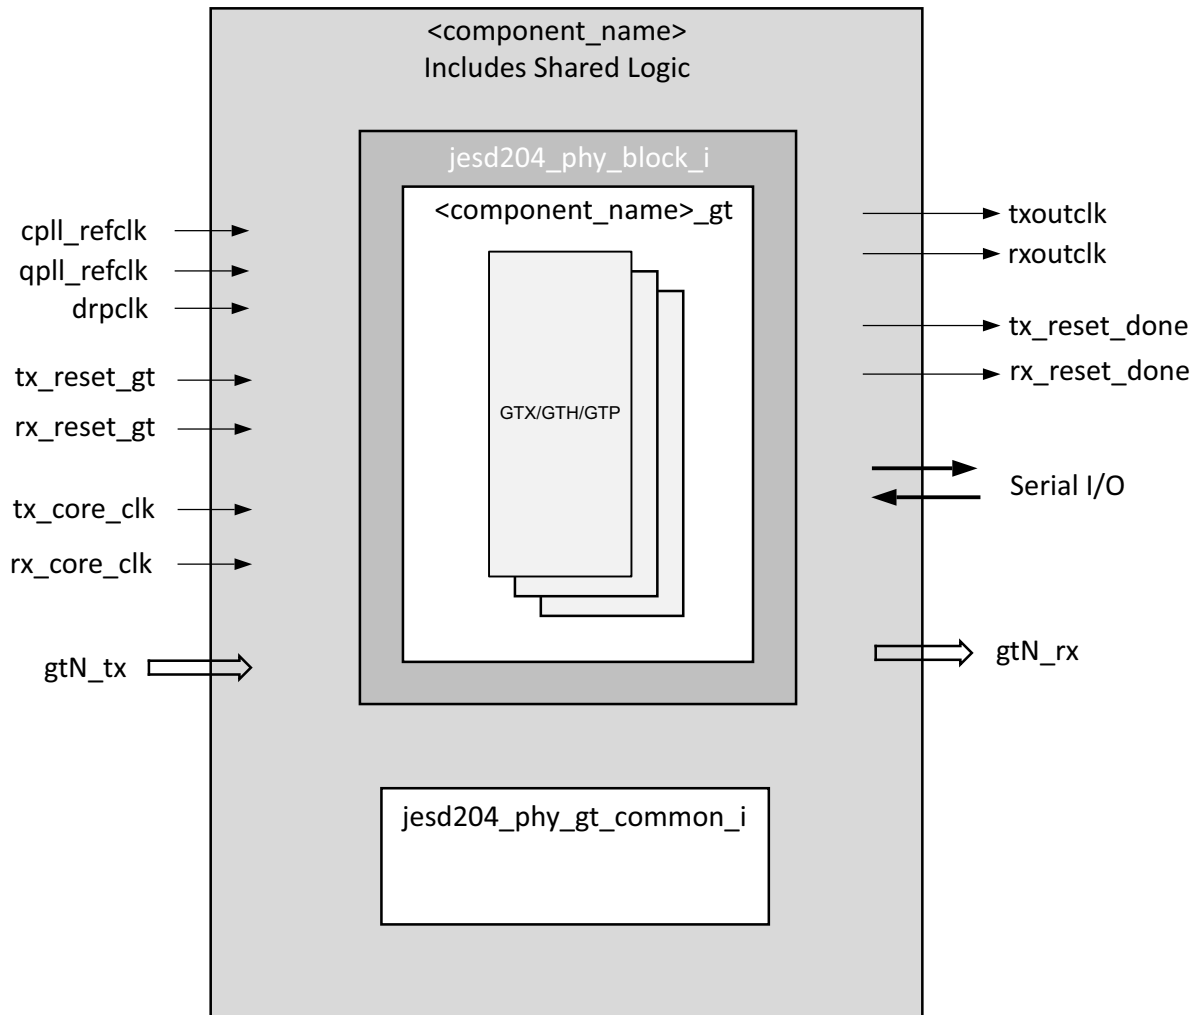 <component_name>
Includes Shared Logic
jesd204_phy_block_i
<component_name>_gt
GTX/GTH/GTP
cpll_refclk
qpll_refclk
drpclk
tx_reset_gt
rx_reset_gt
tx_core_clk
rx_core_clk
gtN_tx
txoutclk
rxoutclk
tx_reset_done
rx_reset_done
Serial I/O
gtN_rx
jesd204_phy_gt_common_i